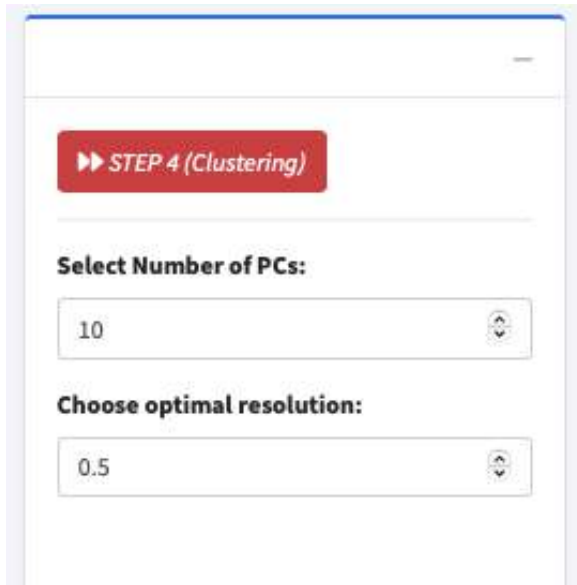 STEP 4 (Clustering)
Select Number of PCs:
10
Choose optimal resolution:
0.5